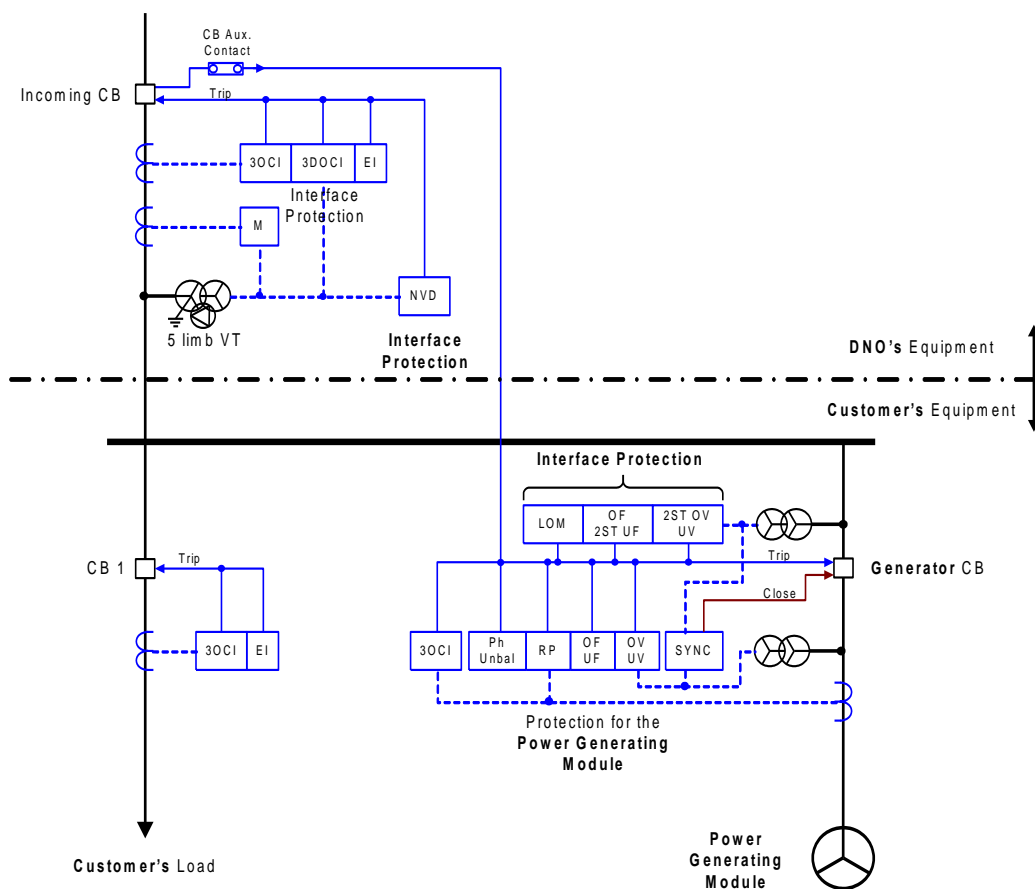 CB Aux.
Contact
Incoming CB
Trip
3OCI
3DOCI
EI
Interface
Protection
M
NVD
5 limb VT
Interface
Protection
DNO's Equipment
Customer's Equipment
Interface Protection
LOM
OF
2ST UF
2ST OV
UV
CB 1
Trip
Trip
Generator CB
Close
3OCI
EI
3OCI
Ph
Unbal
RP
OF
UF
OV
UV
SYNC
Protection for the
Power Generating
Module
Customer's Load
Power
Generating
Module